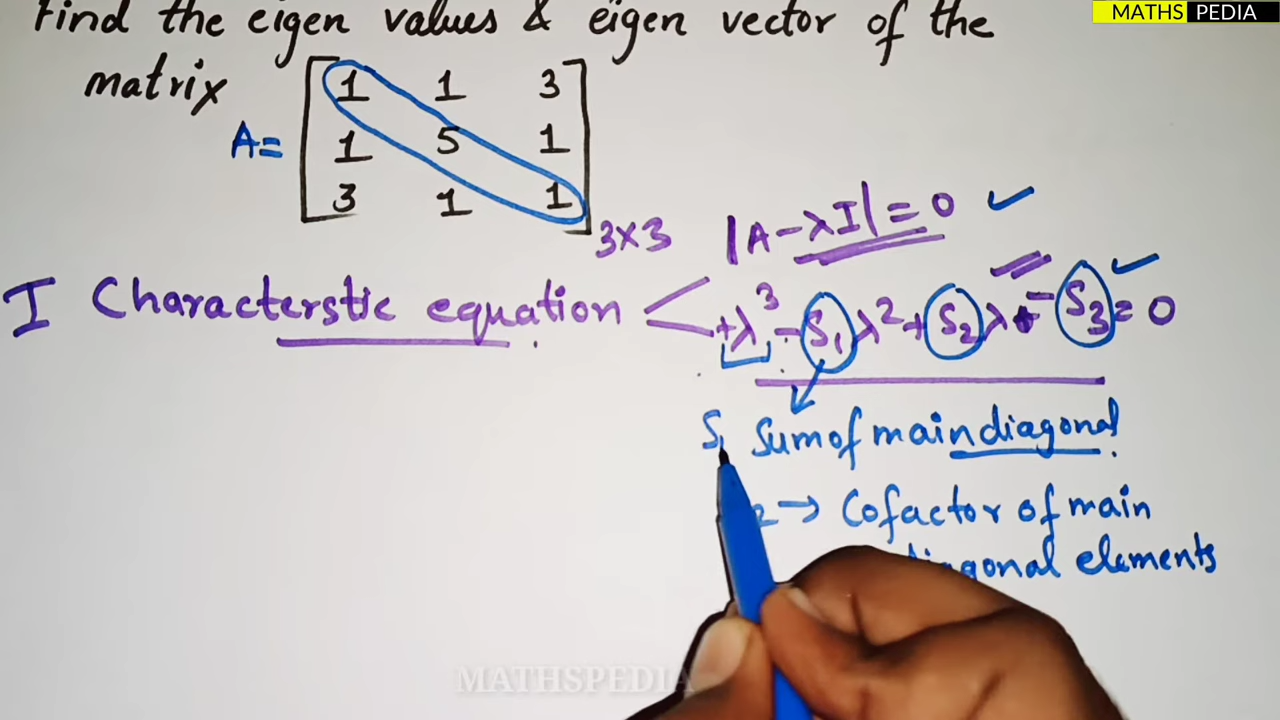 MATHS PEDIA
Find the eigen values & eigen vector of the
matrix
A= [1 1 3
1 5 1
3 1 1] 3×3
|A-λI|=0
I Characterstic equation < +λ³-S₁λ²+S₂λ-S₃=0
S₁ Sum of main diagonal
2 → Cofactor of main
diagonal elements
MATHSPEDIA